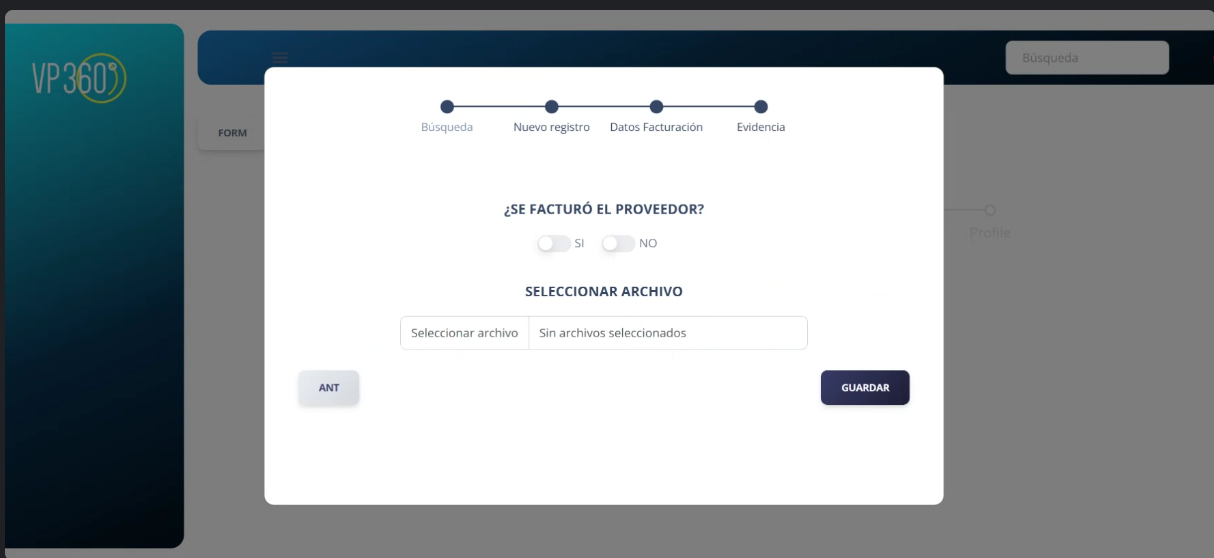 VP360
Búsqueda
FORM
Búsqueda
Nuevo registro
Datos Facturación
Evidencia
Profile
¿SE FACTURÓ EL PROVEEDOR?
SI
NO
SELECCIONAR ARCHIVO
Seleccionar archivo
Sin archivos seleccionados
ANT
GUARDAR